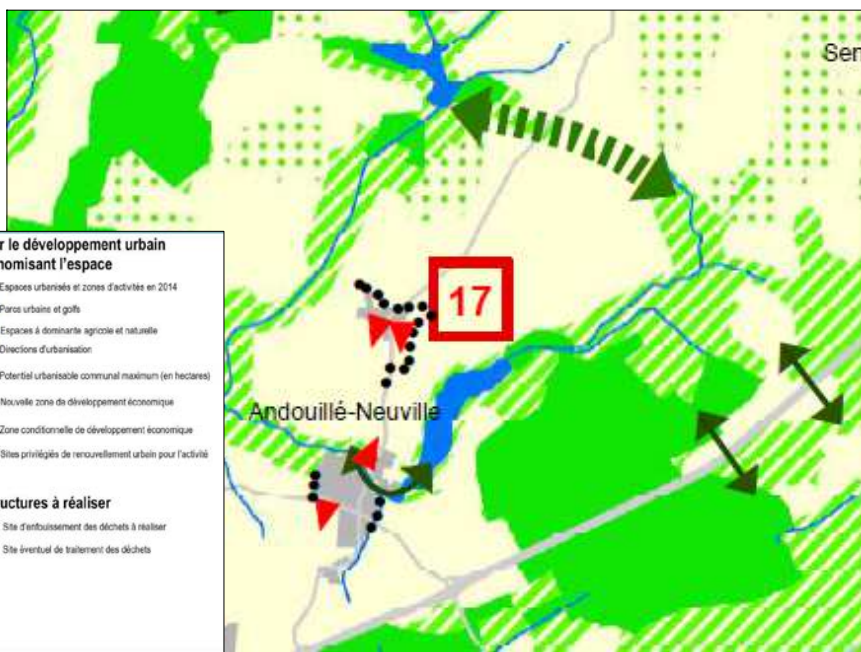 Sen
17
Andouillé-Neuville
r le développement urbain
nomisant l'espace
Espaces urbanisés et zones d'activités en 2014
Parcs urbains et golfs
Espaces à dominante agricole et naturelle
Directions d'urbanisation
Potentiel urbanisable communal maximum (en hectares)
Nouvelle zone de développement économique
Zone conditionnelle de développement économique
Sites privilégiés de renouvellement urbain pour l'activité
uctures à réaliser
Site d'enfouissement des déchets à réaliser
Site éventuel de traitement des déchets